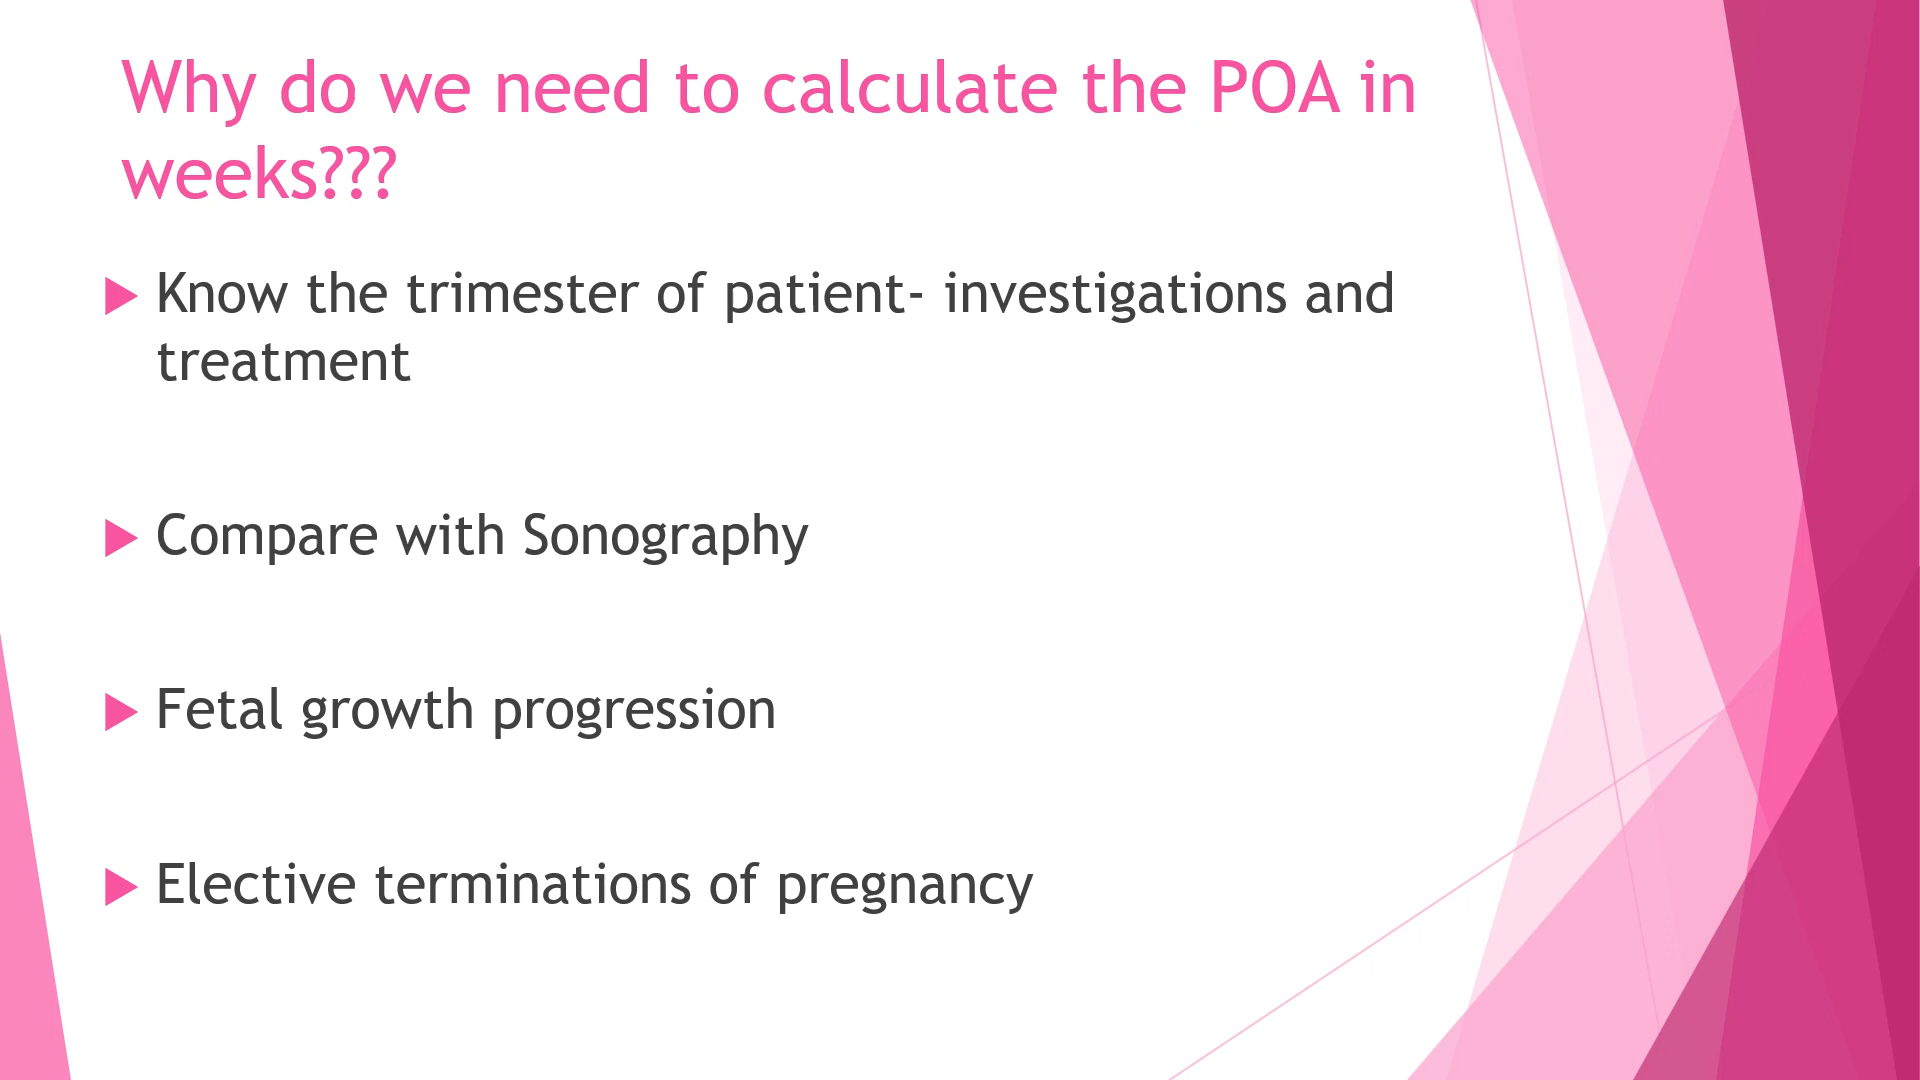 Why do we need to calculate the POA in
weeks???
Know the trimester of patient- investigations and
treatment
Compare with Sonography
Fetal growth progression
Elective terminations of pregnancy